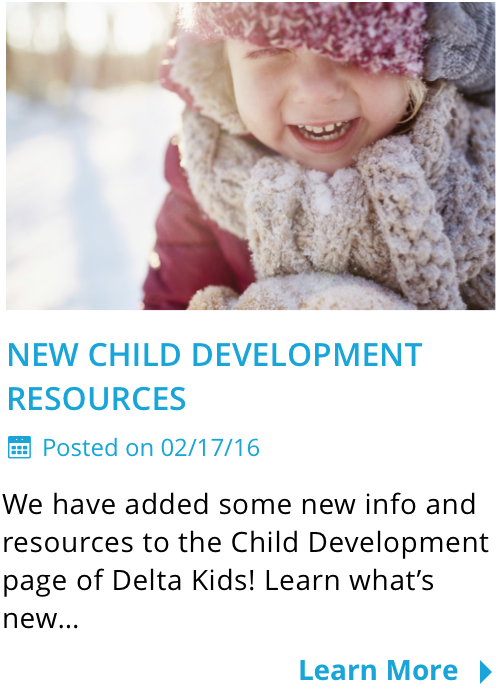 NEW CHILD DEVELOPMENT
RESOURCES
Posted on 02/17/16
We have added some new info and
resources to the Child Development
page of Delta Kids! Learn what’s
new...
Learn More